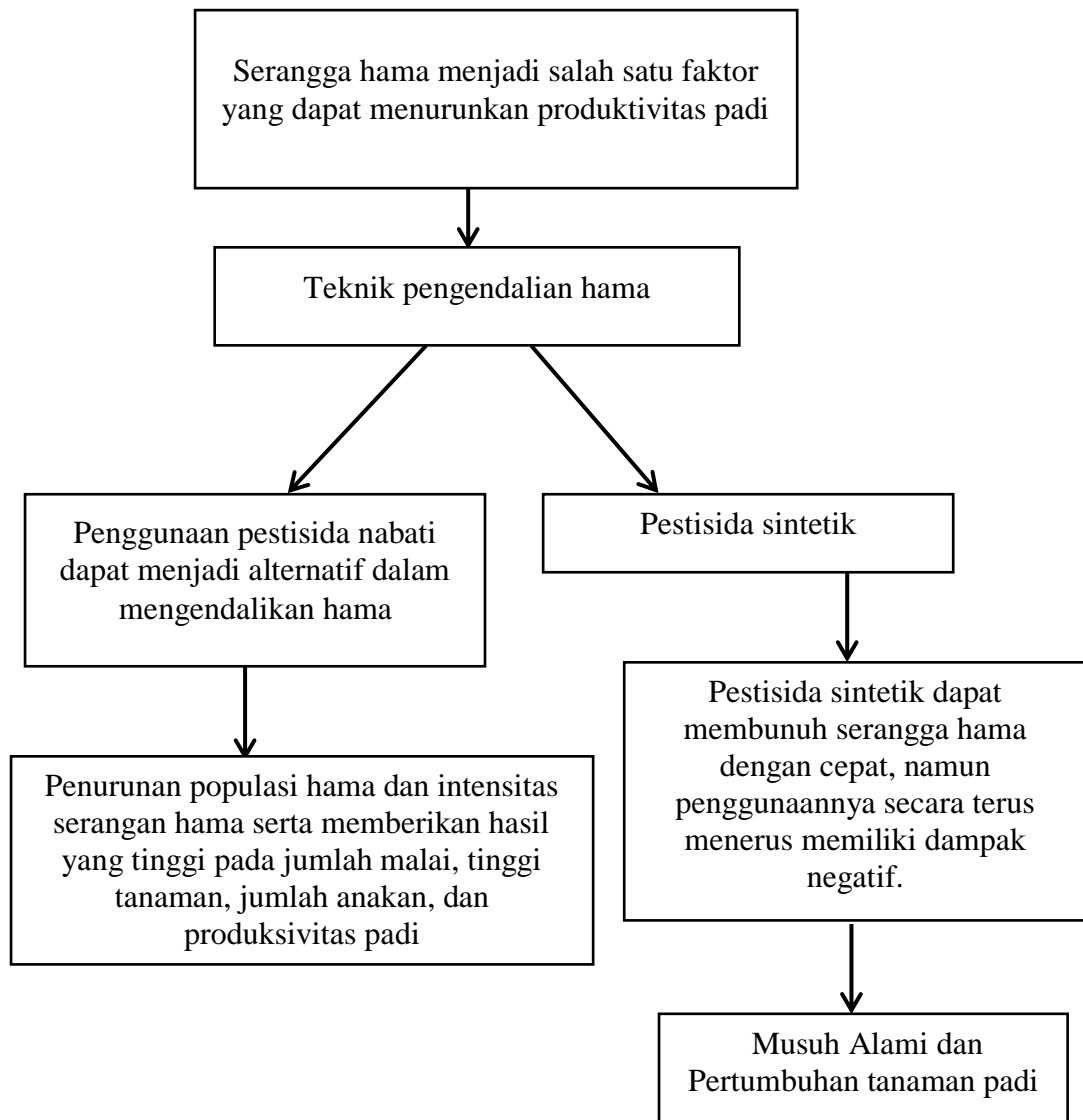 Serangga hama menjadi salah satu faktor
yang dapat menurunkan produktivitas padi
Teknik pengendalian hama
Penggunaan pestisida nabati
dapat menjadi alternatif dalam
mengendalikan hama
Pestisida sintetik
Penurunan populasi hama dan intensitas
serangan hama serta memberikan hasil
yang tinggi pada jumlah malai, tinggi
tanaman, jumlah anakan, dan
produksivitas padi
Pestisida sintetik dapat
membunuh serangga hama
dengan cepat, namun
penggunaannya secara terus
menerus memiliki dampak
negatif.
Musuh Alami dan
Pertumbuhan tanaman padi